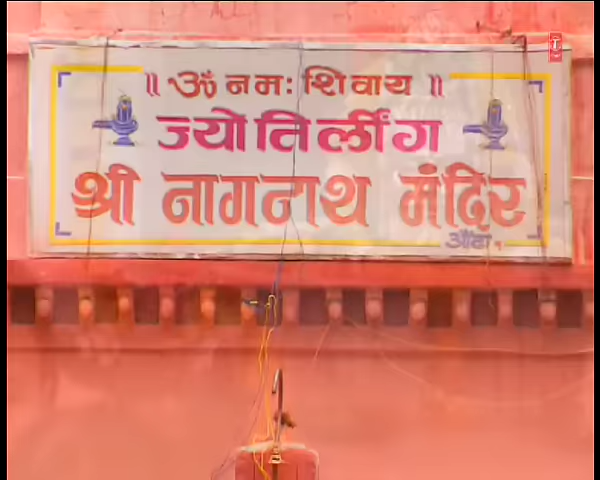 ॥ ॐ नमः शिवाय ॥
ज्योतिर्लींग
श्री नागनाथ मंदिर
औंढा